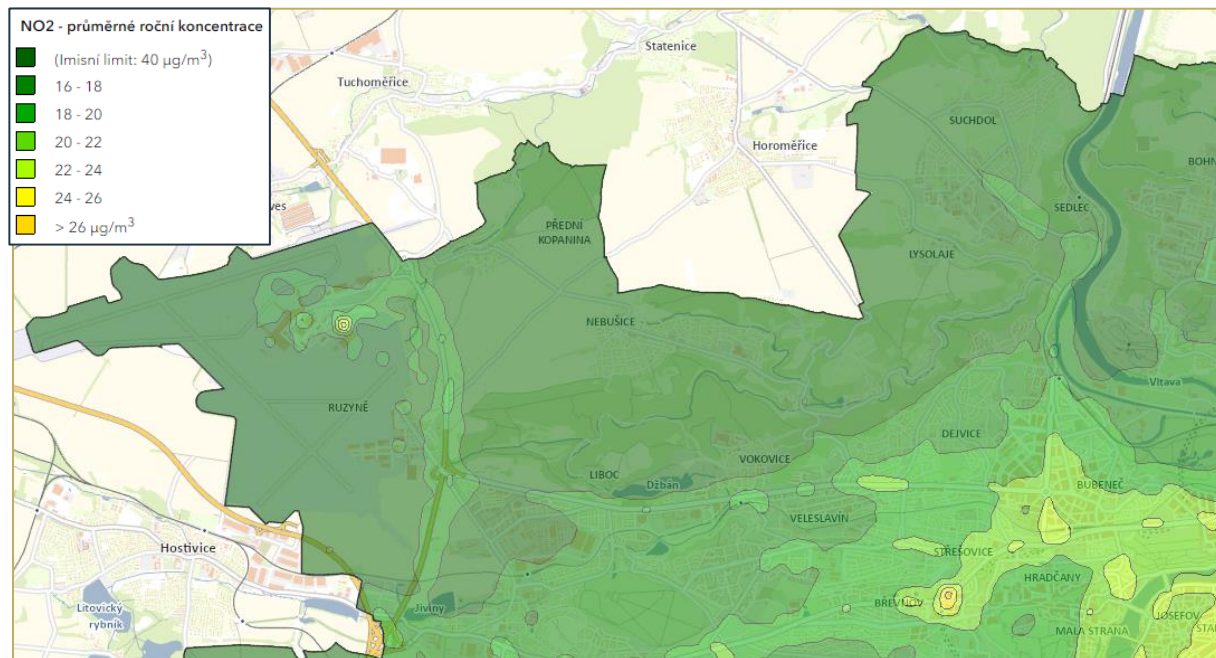 NO2 - průměrné roční koncentrace
(Imisní limit: 40 µg/m³)
16 - 18
18 - 20
20 - 22
22 - 24
24 - 26
> 26 µg/m³
Statenice
Tuchoměřice
SUCHDOL
Horoměřice
BOHN
ves
SEDLEC
PŘEDNÍ
KOPANINA
LYSOLAJE
NEBUŠICE
Vltava
RUZYNĚ
DEJVICE
VOKOVICE
LIBOC
Džbán
BUBENEČ
VELESLAVÍN
Hostivice
STŘEŠOVICE
HRADČANY
Litovický
rybník
Jiviny
BŘEVNOV
JOSEFOV
MALÁ STRANA
STA